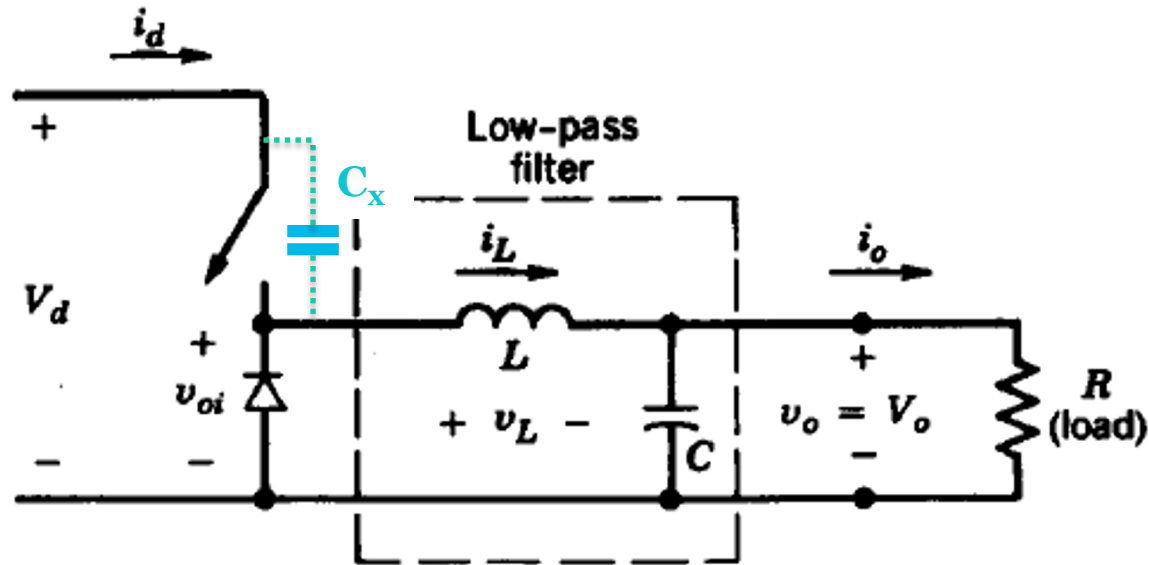 i_d
+
Low-pass
filter
C_x
i_L
i_o
V_d
+
v_oi
L
+ v_L −
C
+
v_o = V_o
R
(load)
−
−
−